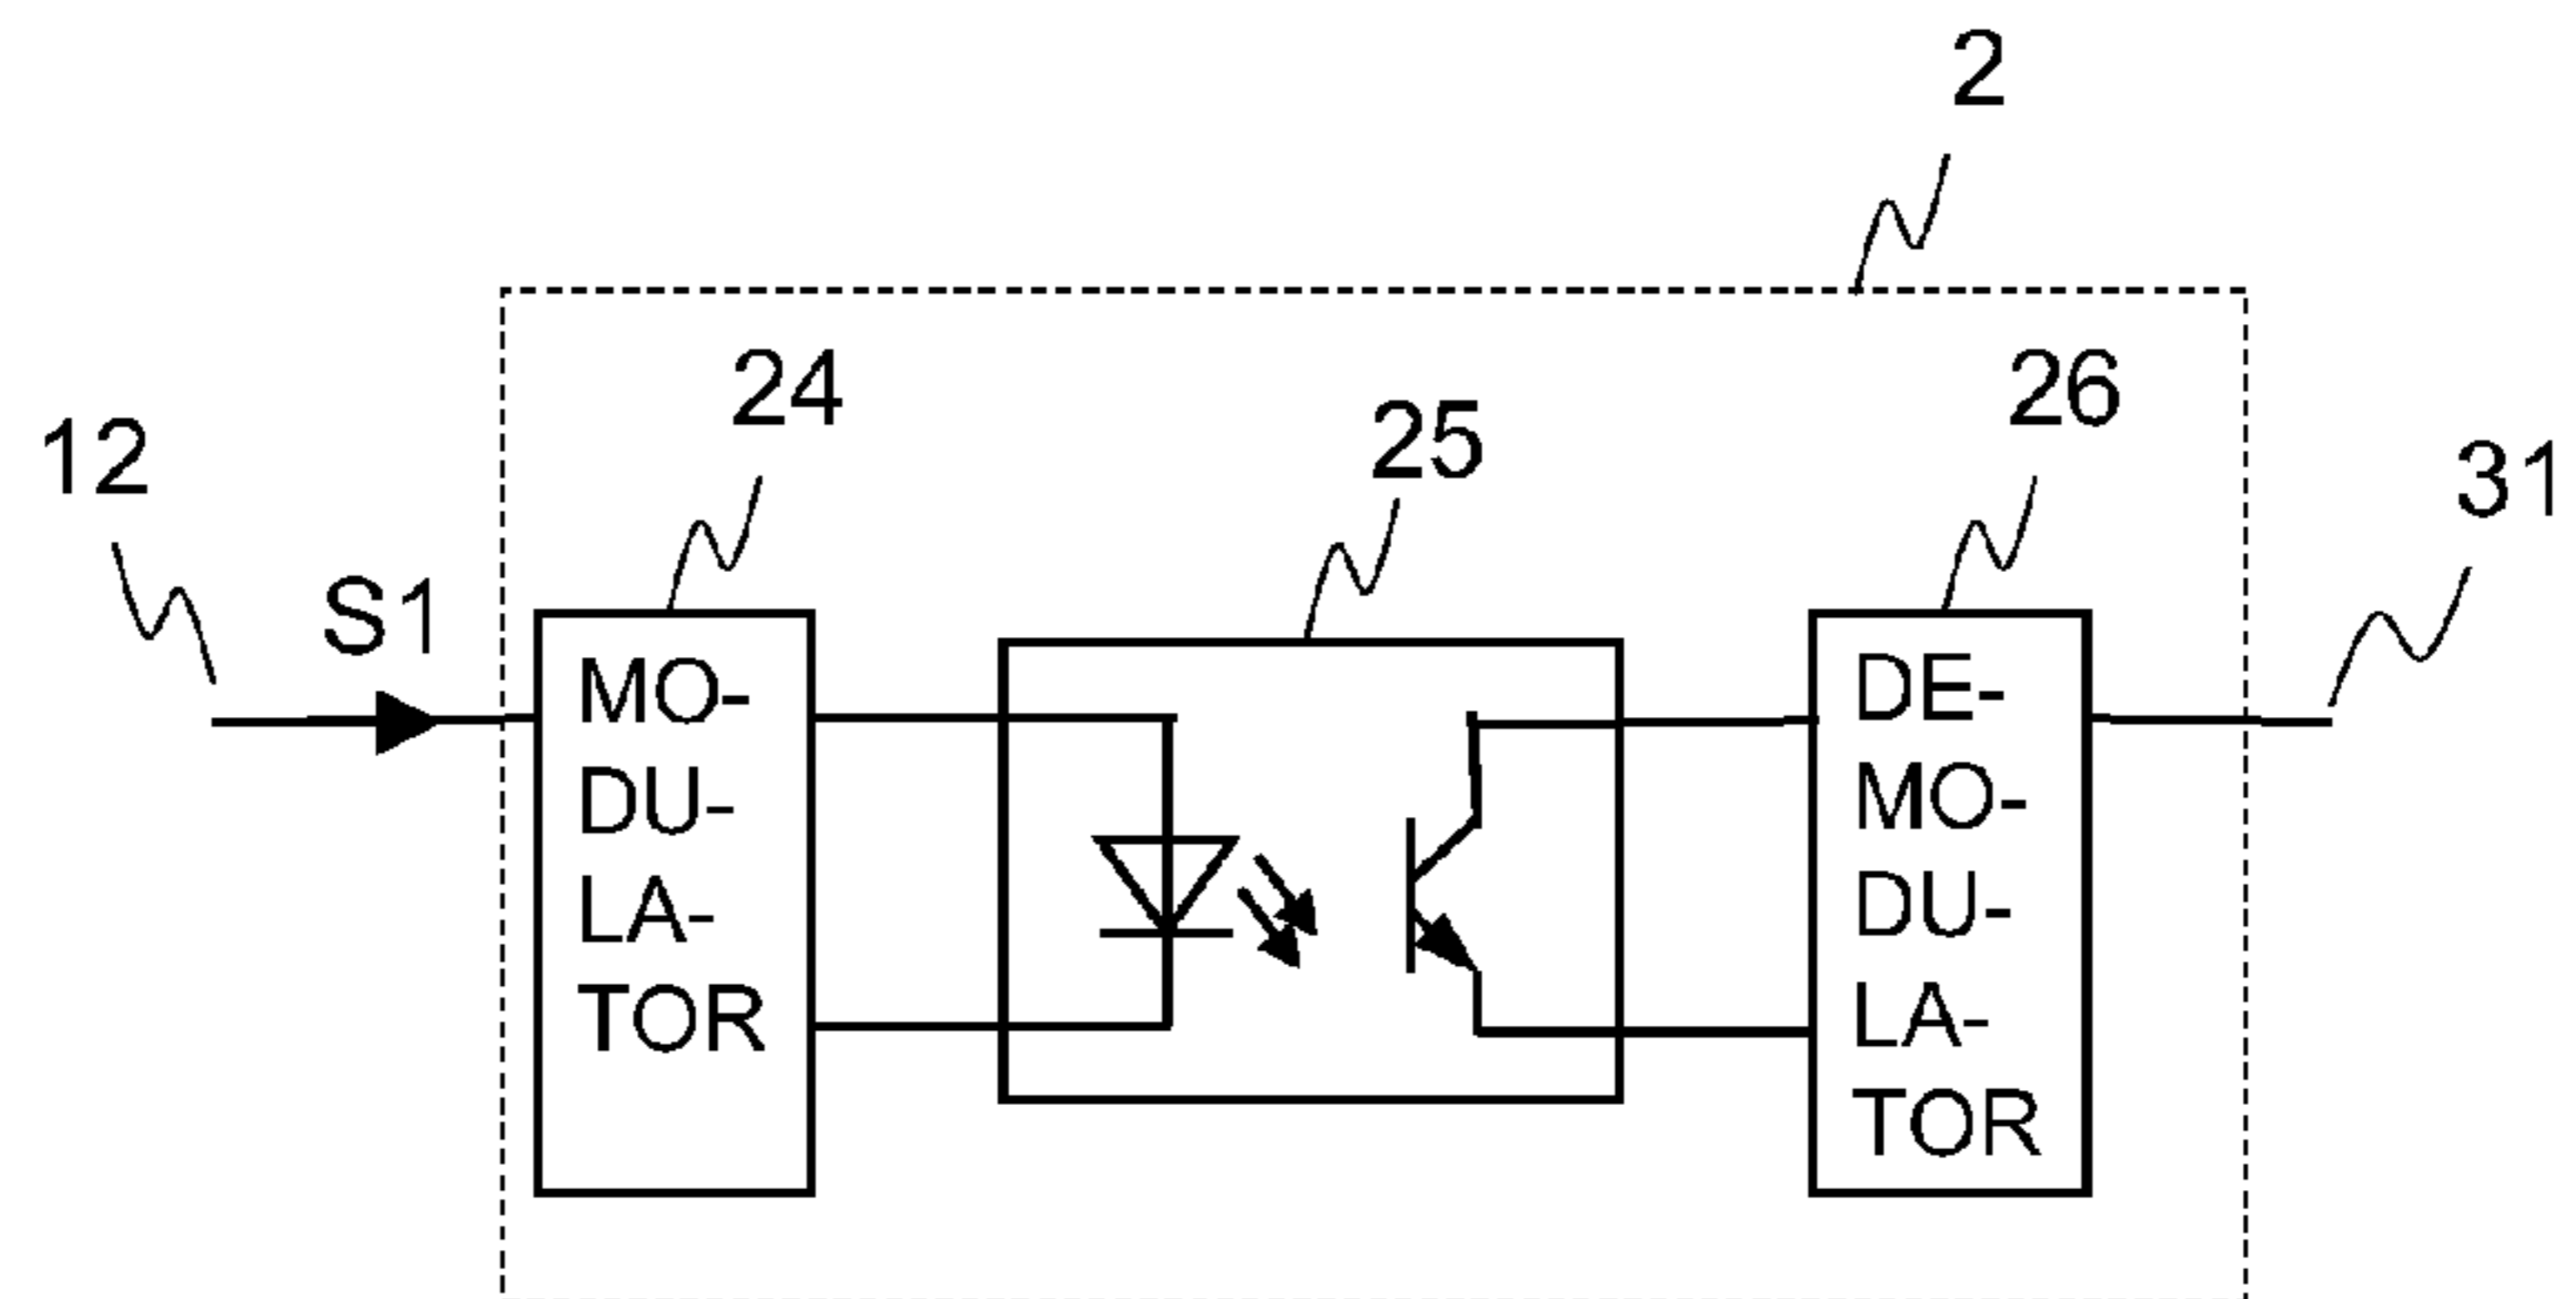 2
24
26
25
12
31
S1
MO-
DU-
LA-
TOR
DE-
MO-
DU-
LA-
TOR